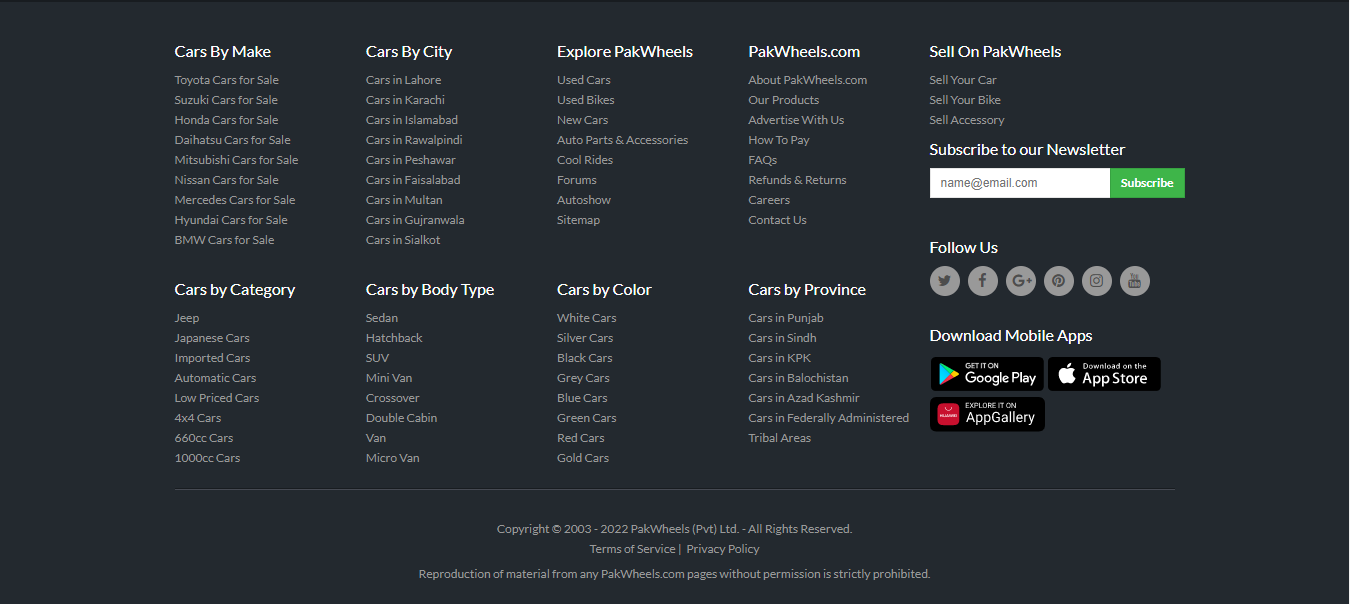 Cars By Make
Toyota Cars for Sale
Suzuki Cars for Sale
Honda Cars for Sale
Daihatsu Cars for Sale
Mitsubishi Cars for Sale
Nissan Cars for Sale
Mercedes Cars for Sale
Hyundai Cars for Sale
BMW Cars for Sale
Cars By City
Cars in Lahore
Cars in Karachi
Cars in Islamabad
Cars in Rawalpindi
Cars in Peshawar
Cars in Faisalabad
Cars in Multan
Cars in Gujranwala
Cars in Sialkot
Explore PakWheels
Used Cars
Used Bikes
New Cars
Auto Parts & Accessories
Cool Rides
Forums
Autoshow
Sitemap
PakWheels.com
About PakWheels.com
Our Products
Advertise With Us
How To Pay
FAQs
Refunds & Returns
Careers
Contact Us
Sell On PakWheels
Sell Your Car
Sell Your Bike
Sell Accessory
Subscribe to our Newsletter
name@email.com
Subscribe
Follow Us
G+
You
Tube
Download Mobile Apps
GET IT ON
Google Play
Download on the
App Store
HUAWEI
EXPLORE IT ON
AppGallery
Cars by Category
Jeep
Japanese Cars
Imported Cars
Automatic Cars
Low Priced Cars
4x4 Cars
660cc Cars
1000cc Cars
Cars by Body Type
Sedan
Hatchback
SUV
Mini Van
Crossover
Double Cabin
Van
Micro Van
Cars by Color
White Cars
Silver Cars
Black Cars
Grey Cars
Blue Cars
Green Cars
Red Cars
Gold Cars
Cars by Province
Cars in Punjab
Cars in Sindh
Cars in KPK
Cars in Balochistan
Cars in Azad Kashmir
Cars in Federally Administered
Tribal Areas
Copyright © 2003 - 2022 PakWheels (Pvt) Ltd. - All Rights Reserved.
Terms of Service | Privacy Policy
Reproduction of material from any PakWheels.com pages without permission is strictly prohibited.